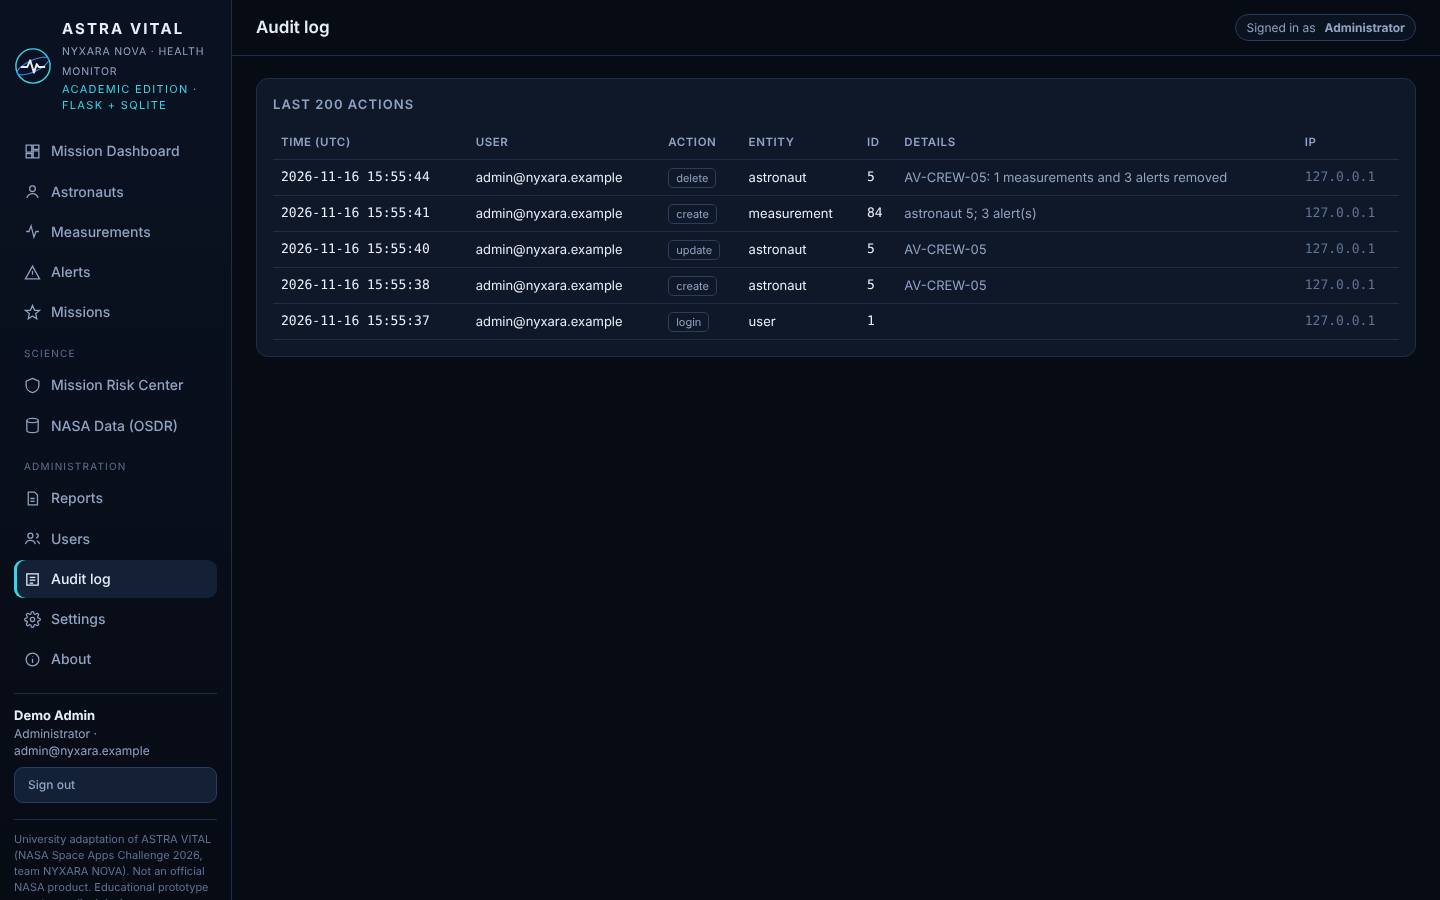 ASTRA VITAL
NYXARA NOVA · HEALTH
MONITOR
ACADEMIC EDITION ·
FLASK + SQLITE
Mission Dashboard
Astronauts
Measurements
Alerts
Missions
SCIENCE
Mission Risk Center
NASA Data (OSDR)
ADMINISTRATION
Reports
Users
Audit log
Settings
About
Demo Admin
Administrator ·
admin@nyxara.example
Sign out
University adaptation of ASTRA VITAL
(NASA Space Apps Challenge 2026,
team NYXARA NOVA). Not an official
NASA product. Educational prototype
Audit log
Signed in as Administrator
LAST 200 ACTIONS
TIME (UTC) USER ACTION ENTITY ID DETAILS IP
2026-11-16 15:55:44 admin@nyxara.example delete astronaut 5 AV-CREW-05: 1 measurements and 3 alerts removed 127.0.0.1
2026-11-16 15:55:41 admin@nyxara.example create measurement 84 astronaut 5; 3 alert(s) 127.0.0.1
2026-11-16 15:55:40 admin@nyxara.example update astronaut 5 AV-CREW-05 127.0.0.1
2026-11-16 15:55:38 admin@nyxara.example create astronaut 5 AV-CREW-05 127.0.0.1
2026-11-16 15:55:37 admin@nyxara.example login user 1 127.0.0.1